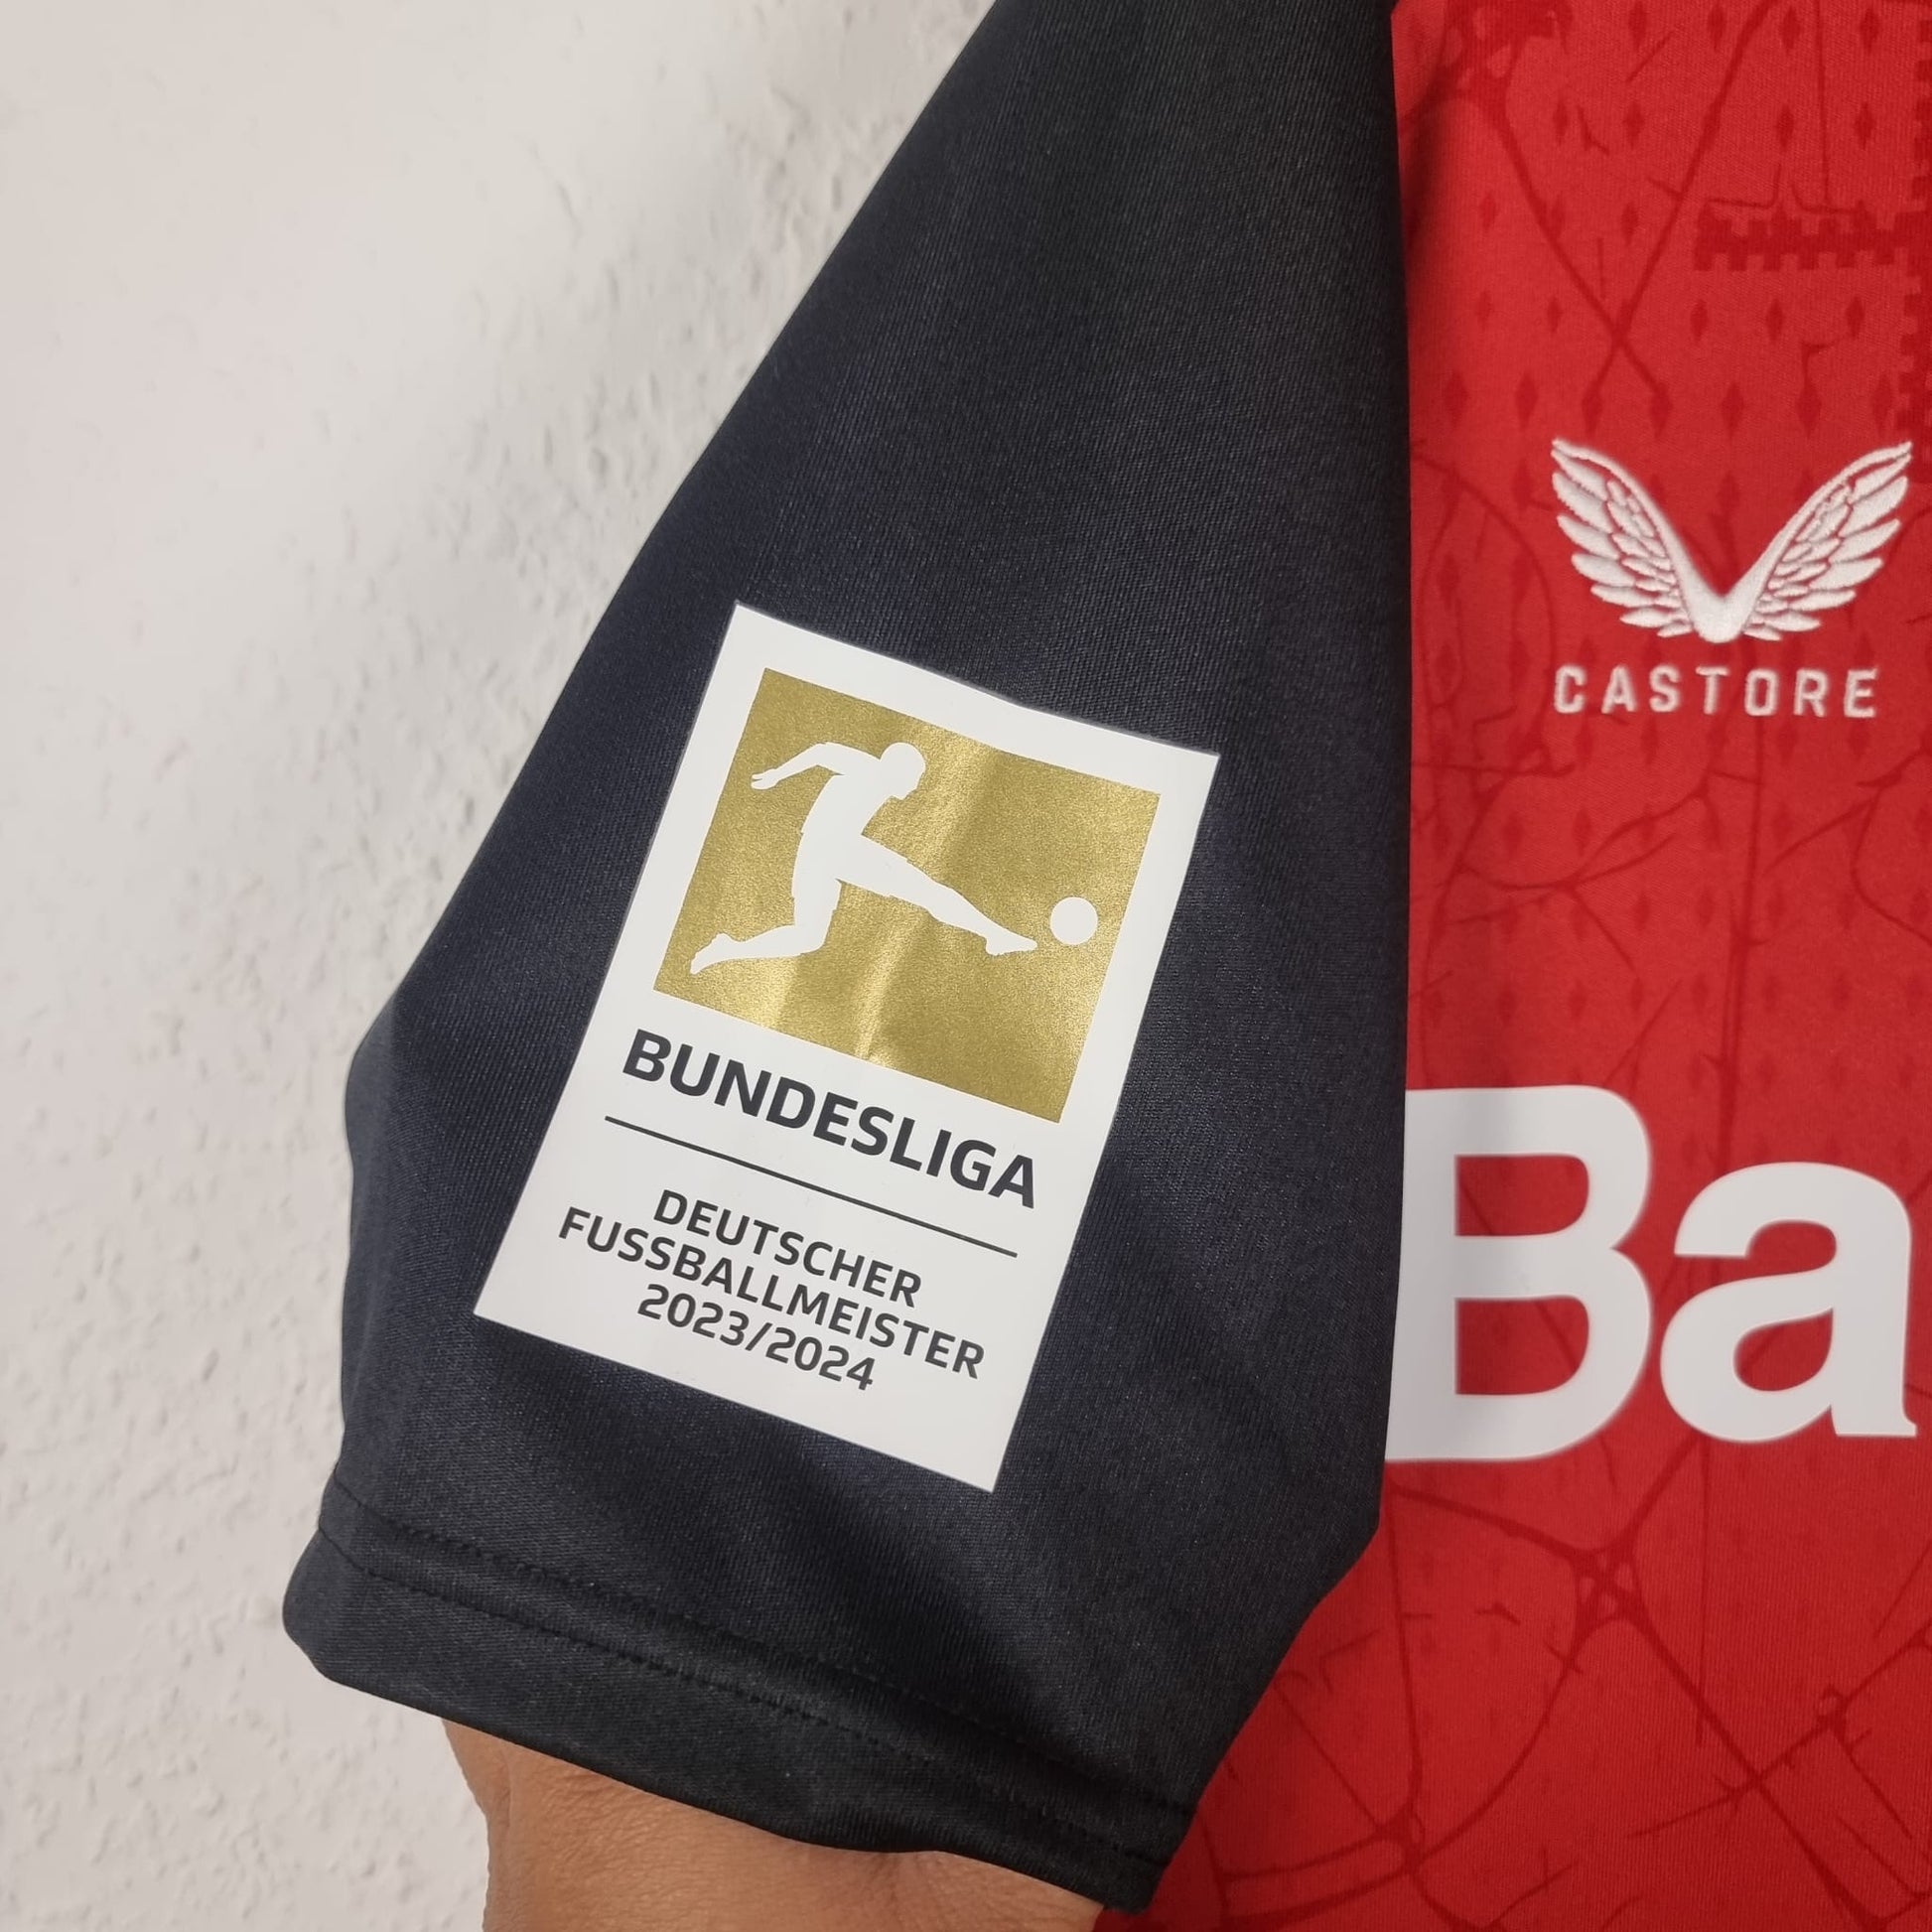 CASTORE
Ba
BUNDESLIGA
DEUTSCHER
FUSSBALLMEISTER
2023/2024